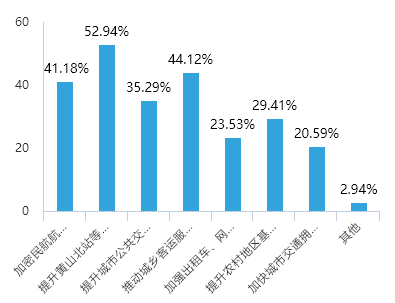 60
40
20
0
41.18%
52.94%
35.29%
44.12%
23.53%
29.41%
20.59%
2.94%
加密民航航...
提升黄山北站等...
提升城市公共交...
推动城乡客运服...
加强出租车、网...
提升农村地区基...
加快城市交通拥...
其他